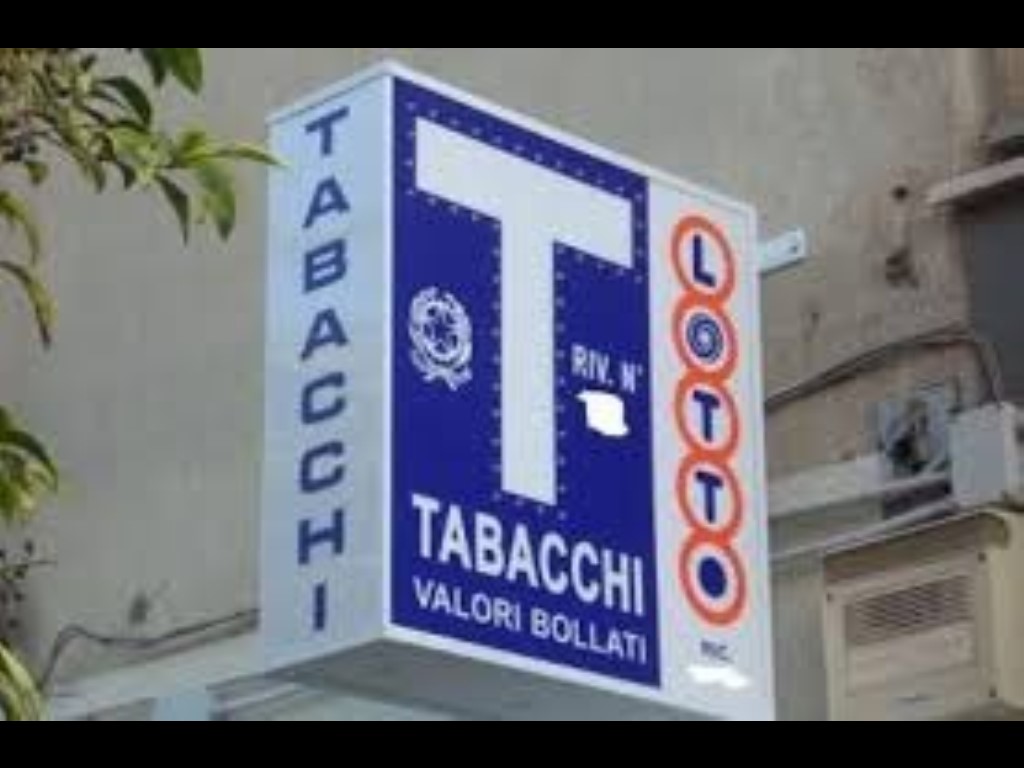 TABACCHI
T
RIV. N°
TABACCHI
VALORI BOLLATI
LOTTO
RIC.